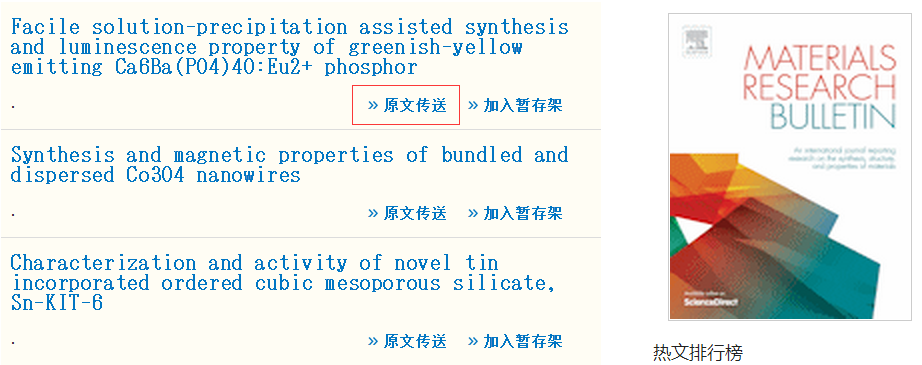 Facile solution-precipitation assisted synthesis
and luminescence property of greenish-yellow
emitting Ca6Ba(PO4)4O:Eu2+ phosphor
.
» 原文传送 » 加入暂存架
Synthesis and magnetic properties of bundled and
dispersed Co3O4 nanowires
.
» 原文传送 » 加入暂存架
Characterization and activity of novel tin
incorporated ordered cubic mesoporous silicate,
Sn-KIT-6
.
» 原文传送 » 加入暂存架
MATERIALS
RESEARCH
BULLETIN
An international journal reporting
research on the synthesis, structure,
and properties of materials
Available online at
ScienceDirect
热文排行榜